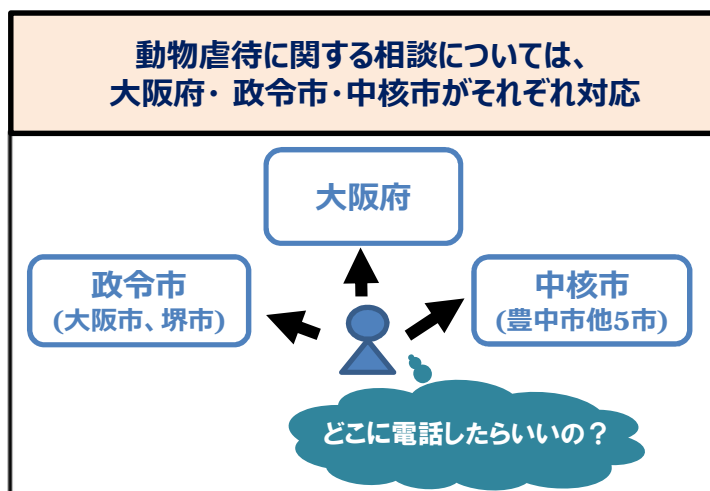 動物虐待に関する相談については、
大阪府・ 政令市・中核市がそれぞれ対応
大阪府
政令市
(大阪市、堺市)
中核市
(豊中市他5市)
どこに電話したらいいの？